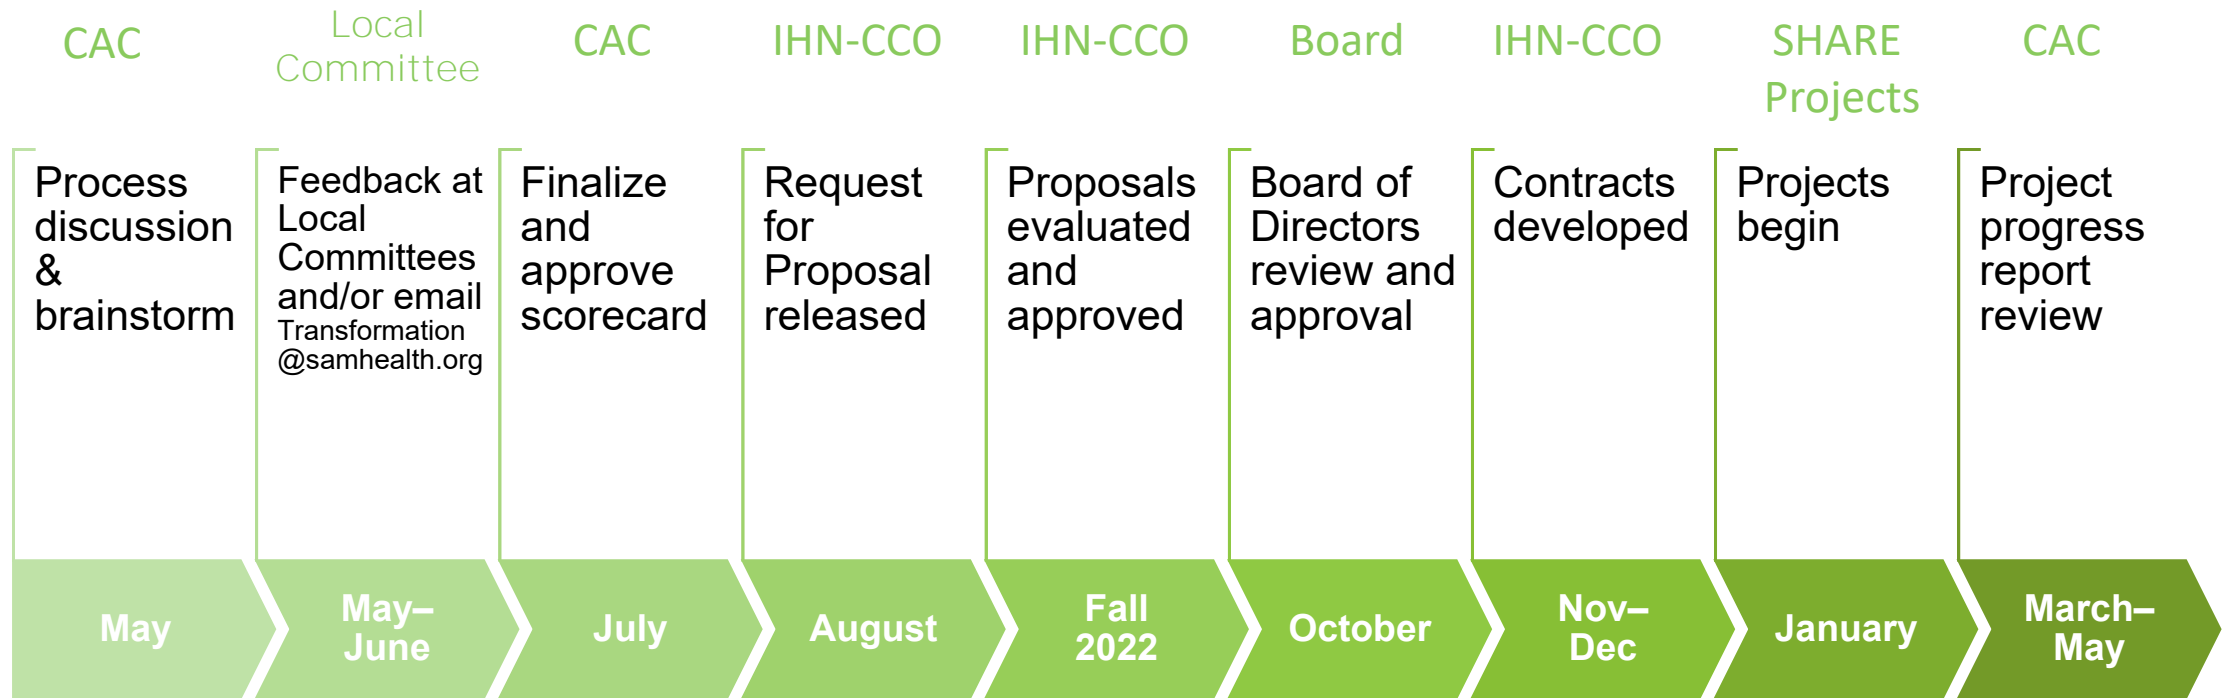 CAC
Local
Committee
CAC
IHN-CCO
IHN-CCO
Board
IHN-CCO
SHARE
Projects
CAC
Process
discussion
&
brainstorm
Feedback at
Local
Committees
and/or email
Transformation
@samhealth.org
Finalize
and
approve
scorecard
Request
for
Proposal
released
Proposals
evaluated
and
approved
Board of
Directors
review and
approval
Contracts
developed
Projects
begin
Project
progress
report
review
May
May–
June
July
August
Fall
2022
October
Nov–
Dec
January
March–
May